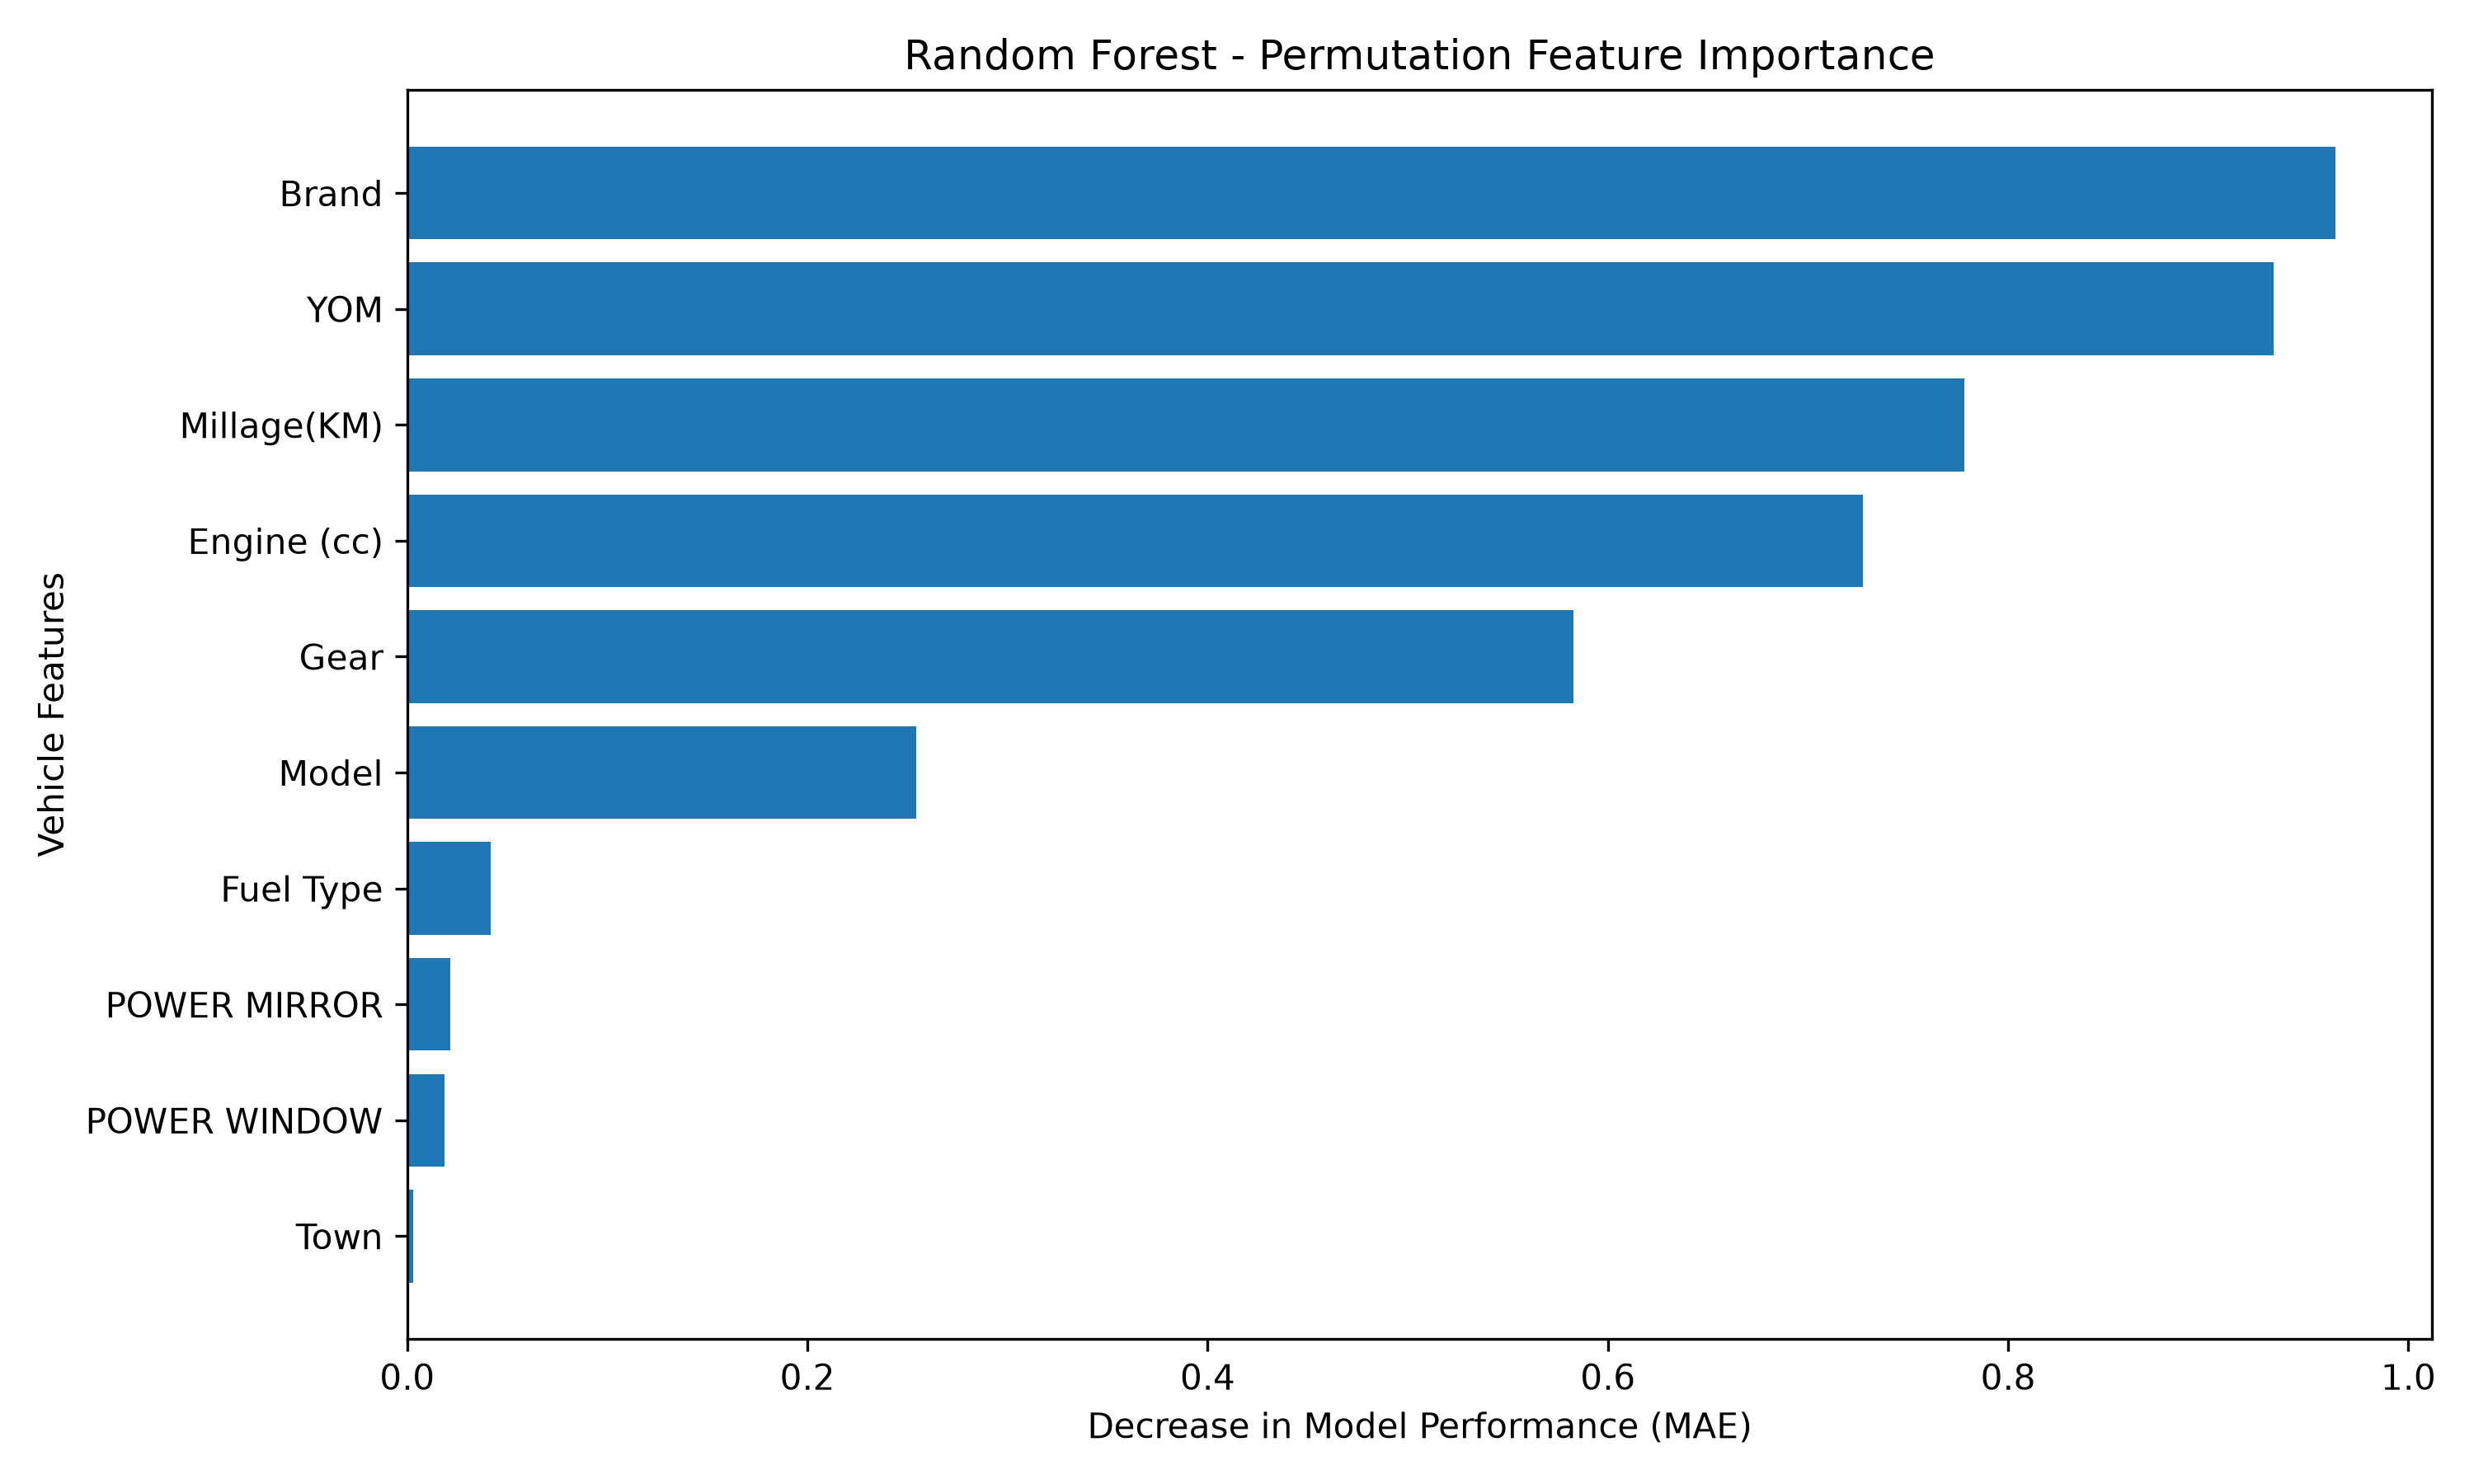 Random Forest - Permutation Feature Importance
Vehicle Features
Brand
YOM
Millage(KM)
Engine (cc)
Gear
Model
Fuel Type
POWER MIRROR
POWER WINDOW
Town
0.0 0.2 0.4 0.6 0.8 1.0
Decrease in Model Performance (MAE)